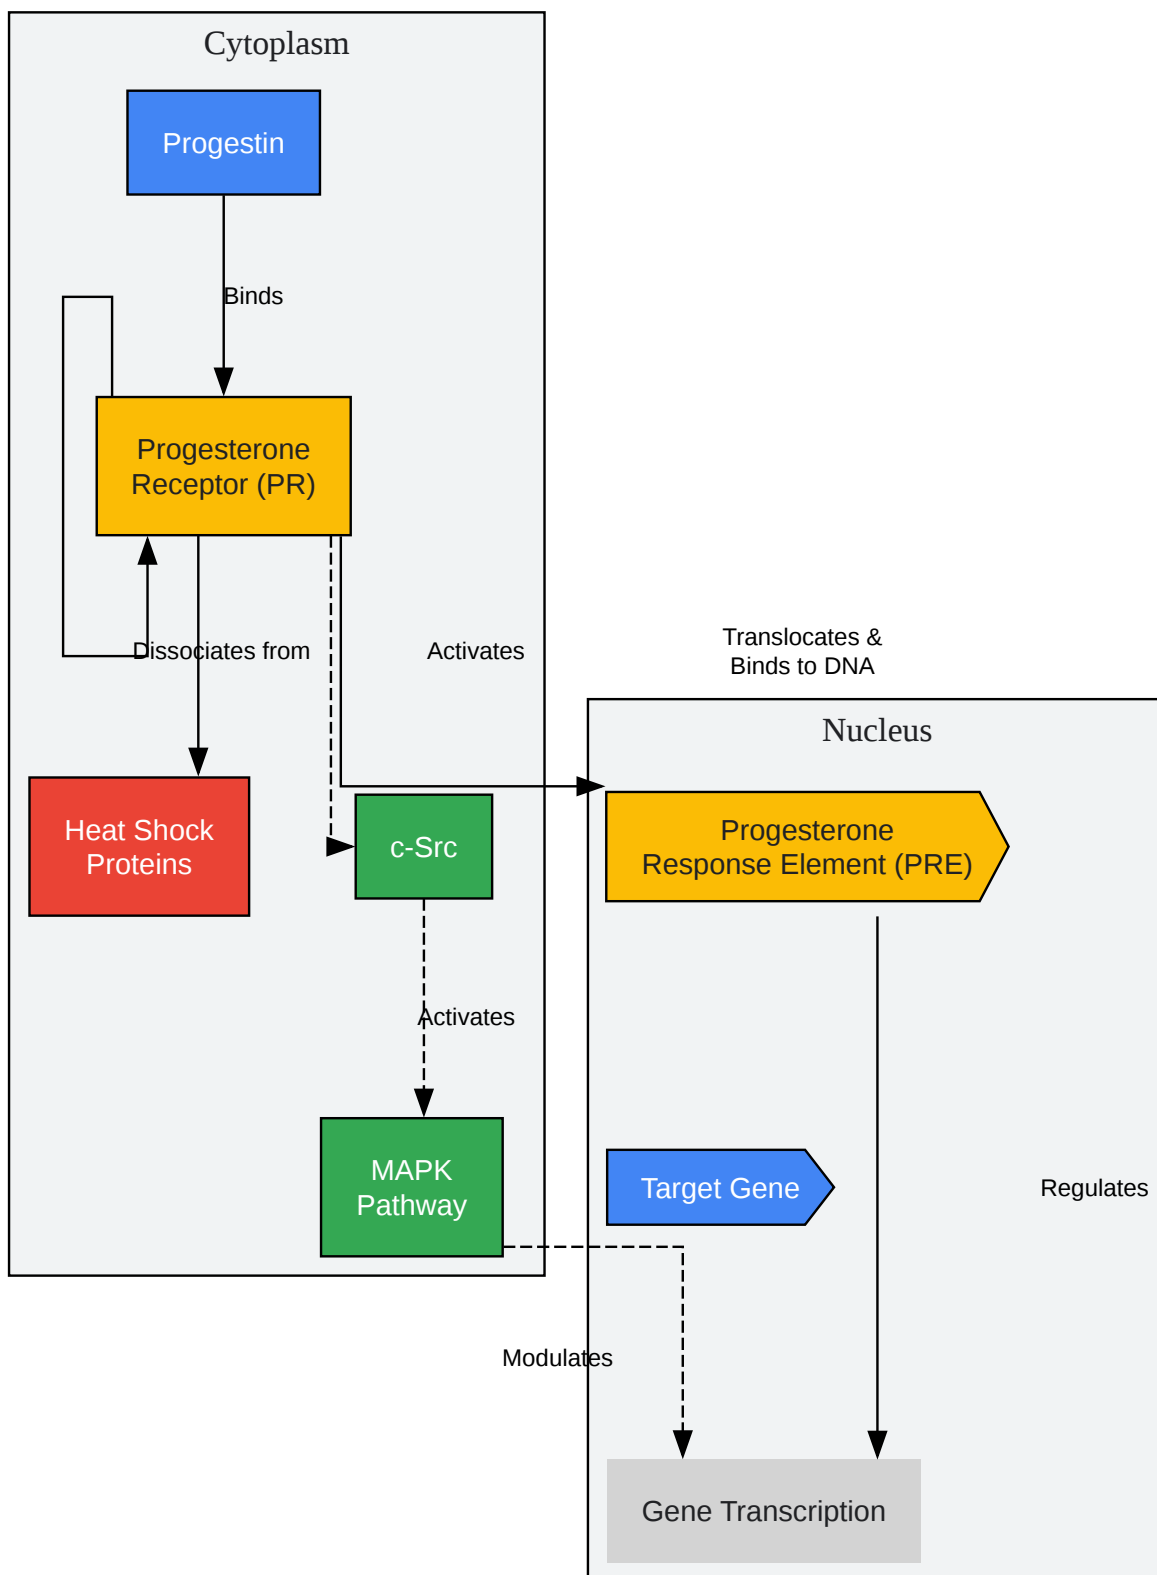 Cytoplasm
Progestin
Binds
Progesterone
Receptor (PR)
Dissociates from
Activates
Translocates &
Binds to DNA
Nucleus
Heat Shock
Proteins
c-Src
Progesterone
Response Element (PRE)
Activates
MAPK
Pathway
Target Gene
Regulates
Modulates
Gene Transcription